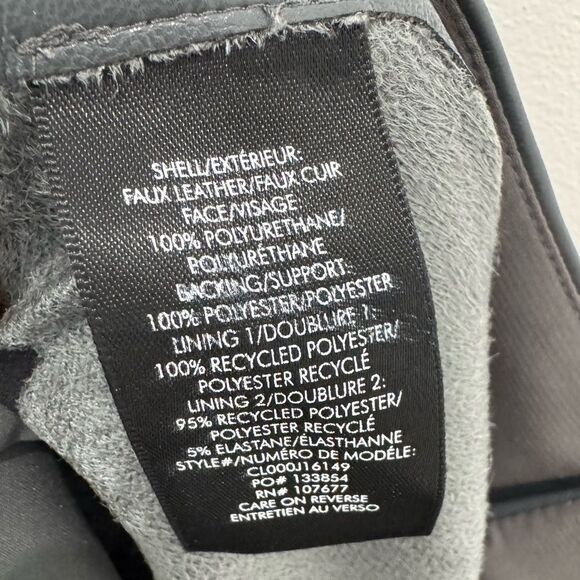 SHELL/EXTÉRIEUR:
FAUX LEATHER/FAUX CUIR
FACE/VISAGE
100% POLYURETHANE/
POLYURÉTHANE
BACKING/SUPPORT:
100% POLYESTER/POLYESTER
LINING 1/DOUBLURE 1:
100% RECYCLED POLYESTER/
POLYESTER RECYCLÉ
LINING 2/DOUBLURE 2:
95% RECYCLED POLYESTER/
POLYESTER RECYCLÉ
5% ELASTANE/ÉLASTHANNE
STYLE#/NUMÉRO DE MODÈLE:
CL000J16149
PO# 133854
RN# 107677
CARE ON REVERSE
ENTRETIEN AU VERSO